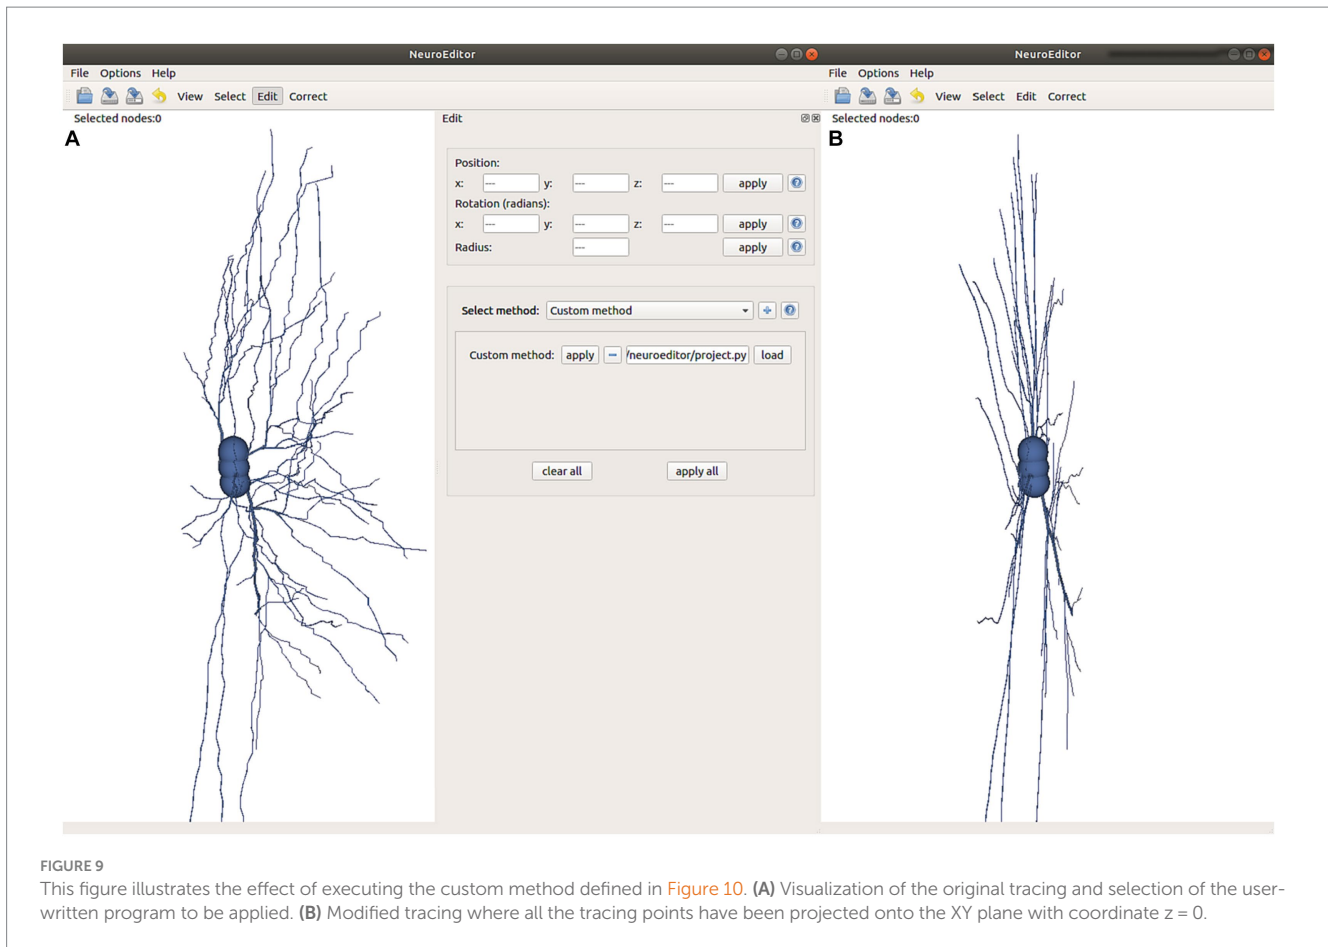 NeuroEditor
File Options Help
View Select Edit Correct
Selected nodes:0
A
Edit
Position:
x: --- y: --- z: --- apply
Rotation (radians):
x: --- y: --- z: --- apply
Radius: --- apply
Select method: Custom method
Custom method: apply /neuroeditor/project.py load
clear all apply all
NeuroEditor
File Options Help
View Select Edit Correct
Selected nodes:0
B
FIGURE 9
This figure illustrates the effect of executing the custom method defined in Figure 10. (A) Visualization of the original tracing and selection of the user-
written program to be applied. (B) Modified tracing where all the tracing points have been projected onto the XY plane with coordinate z = 0.